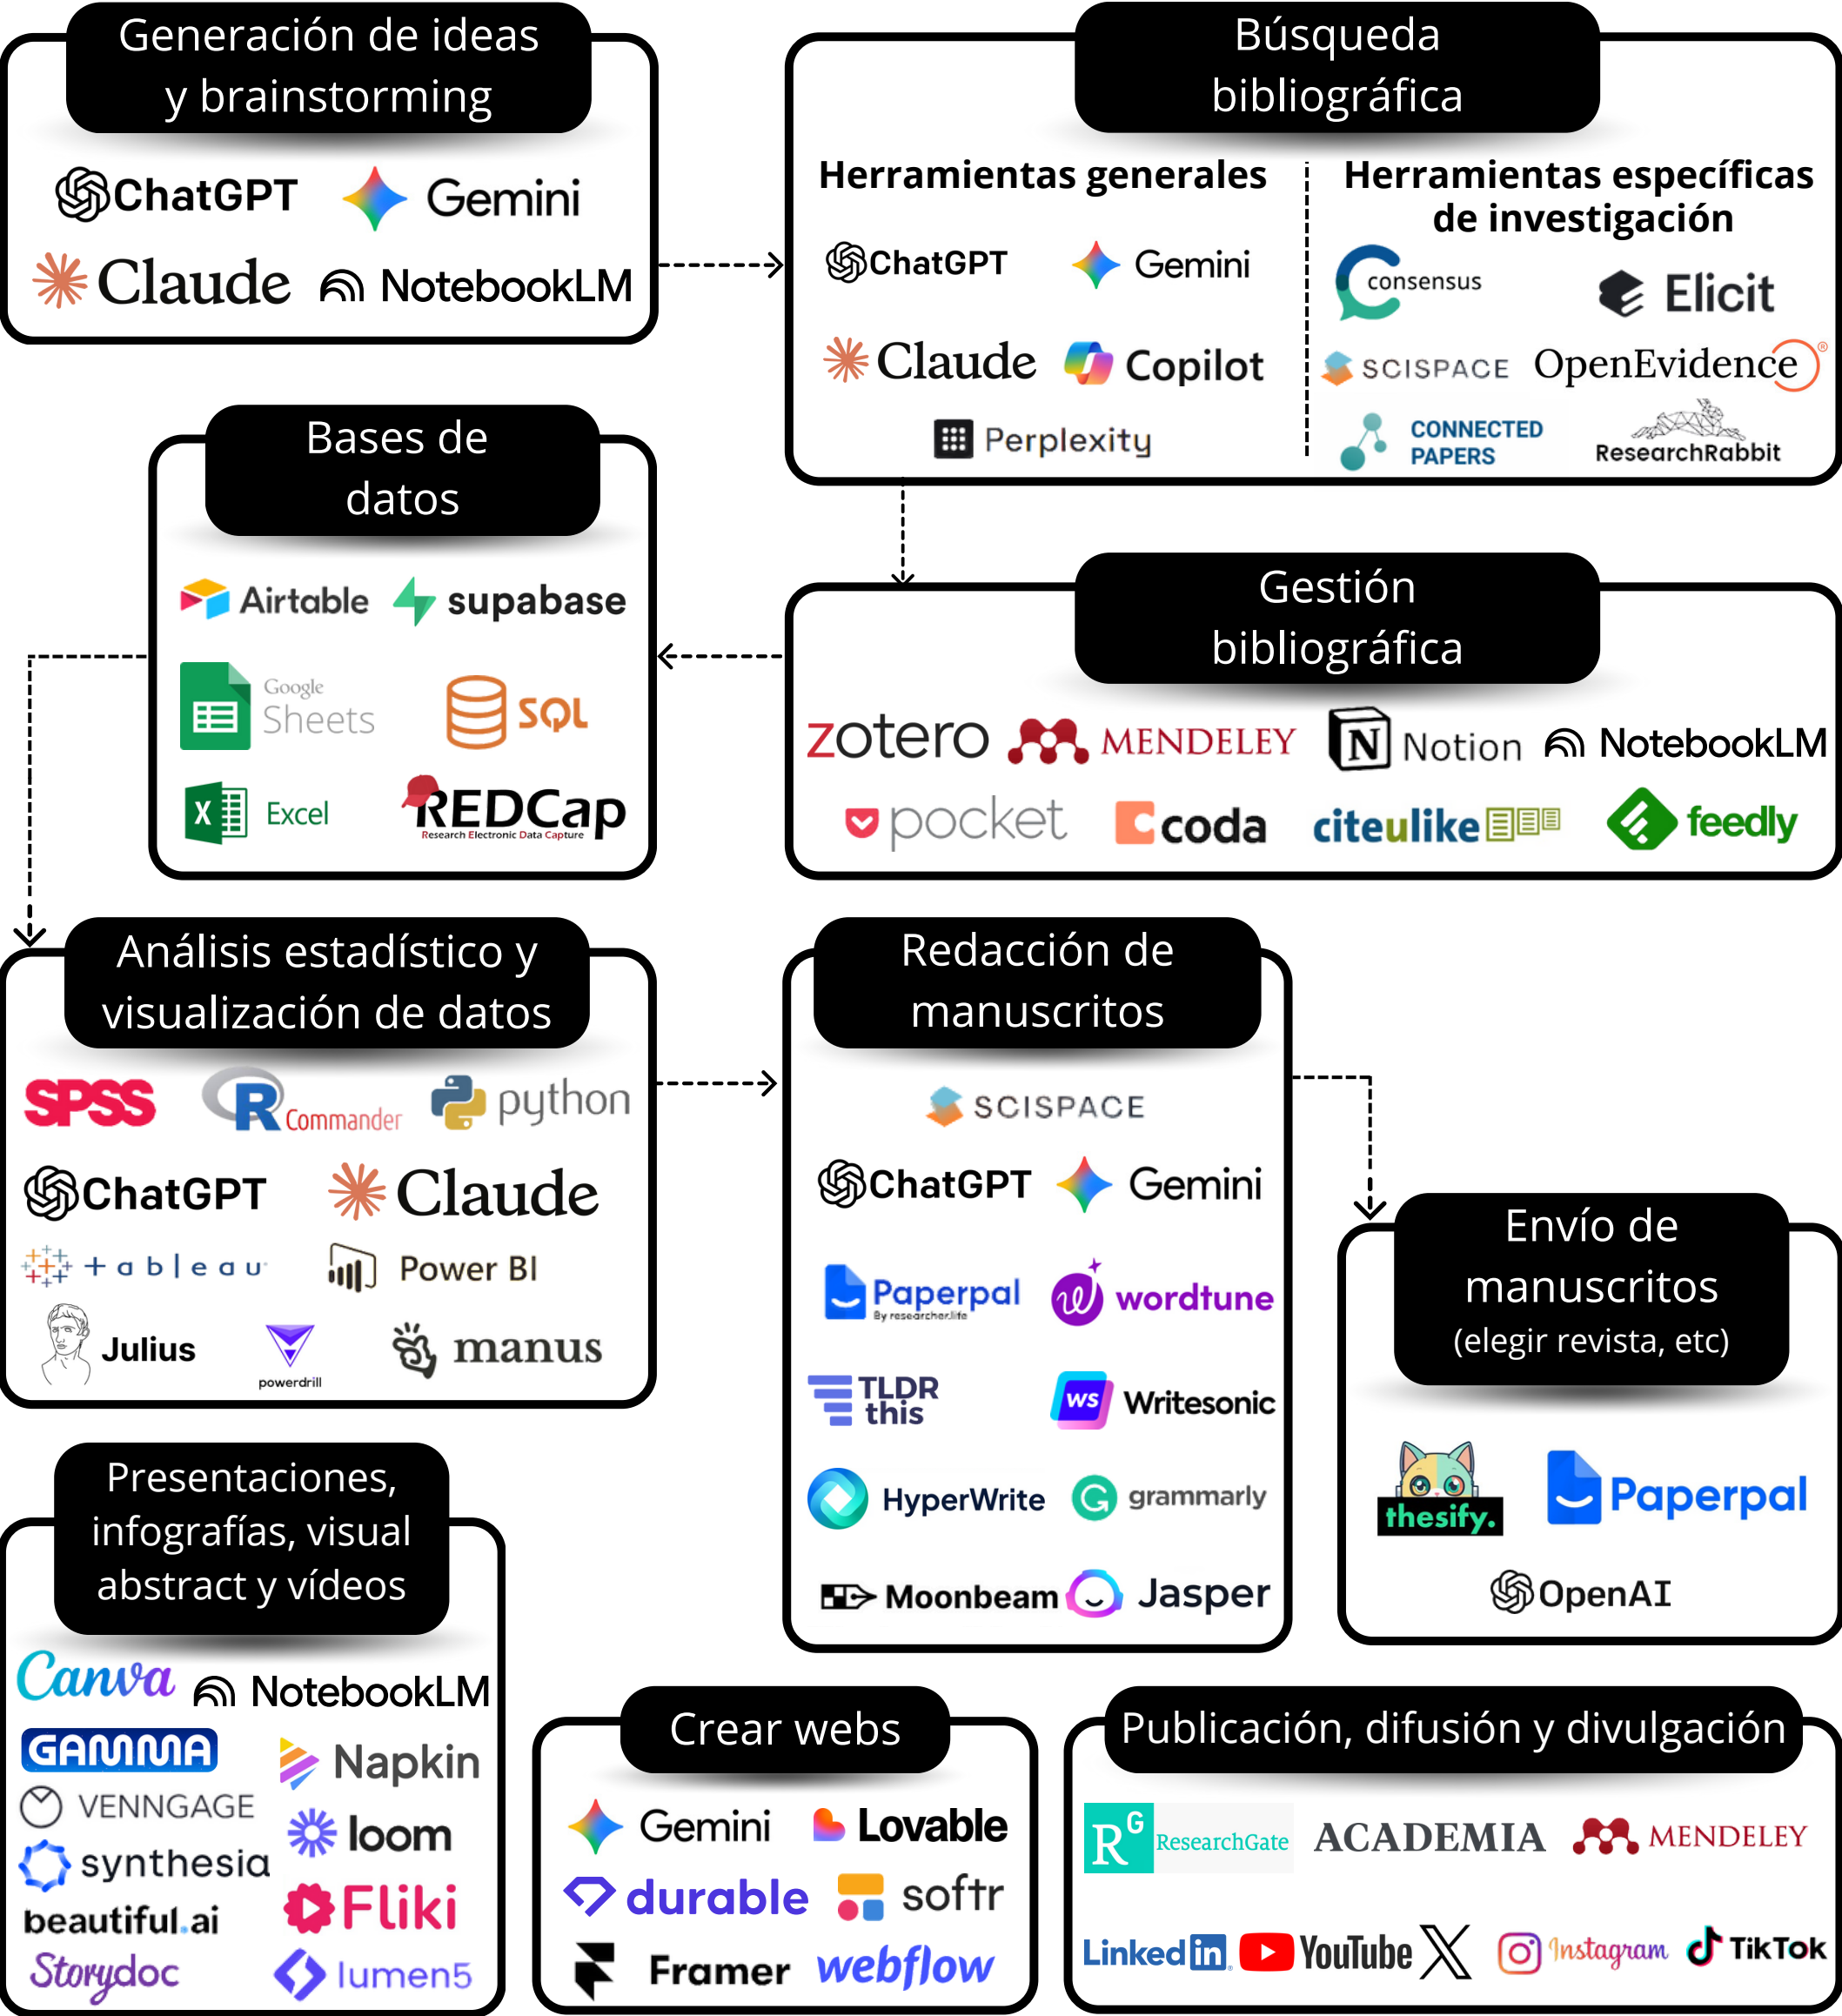 Generación de ideas
y brainstorming
ChatGPT
Gemini
Claude
NotebookLM
Búsqueda
bibliográfica
Herramientas generales
ChatGPT
Gemini
Claude
Copilot
Perplexity
Herramientas específicas
de investigación
consensus
Elicit
SCISPACE
OpenEvidence®
CONNECTED
PAPERS
ResearchRabbit
Gestión
bibliográfica
zotero
MENDELEY
N Notion
NotebookLM
pocket
coda
citeulike
feedly
Bases de
datos
Airtable
supabase
Google
Sheets
SQL
X Excel
REDCap
Research Electronic Data Capture
Análisis estadístico y
visualización de datos
SPSS
R Commander
python
ChatGPT
Claude
+ableau
Power BI
Julius
powerdrill
manus
Redacción de
manuscritos
SCISPACE
ChatGPT
Gemini
Paperpal
By researcher.life
w wordtune
TLDR
this
WS Writesonic
HyperWrite
G grammarly
Moonbeam
Jasper
Envío de
manuscritos
(elegir revista, etc)
thesify.
Paperpal
OpenAI
Presentaciones,
infografías, visual
abstract y vídeos
Canva
NotebookLM
GAMMA
Napkin
VENNGAGE
loom
synthesia
Fliki
beautiful.ai
Storydoc
lumen5
Crear webs
Gemini
Lovable
durable
softr
Framer
webflow
Publicación, difusión y divulgación
RG ResearchGate
ACADEMIA
MENDELEY
Linked in
YouTube
X
Instagram
TikTok